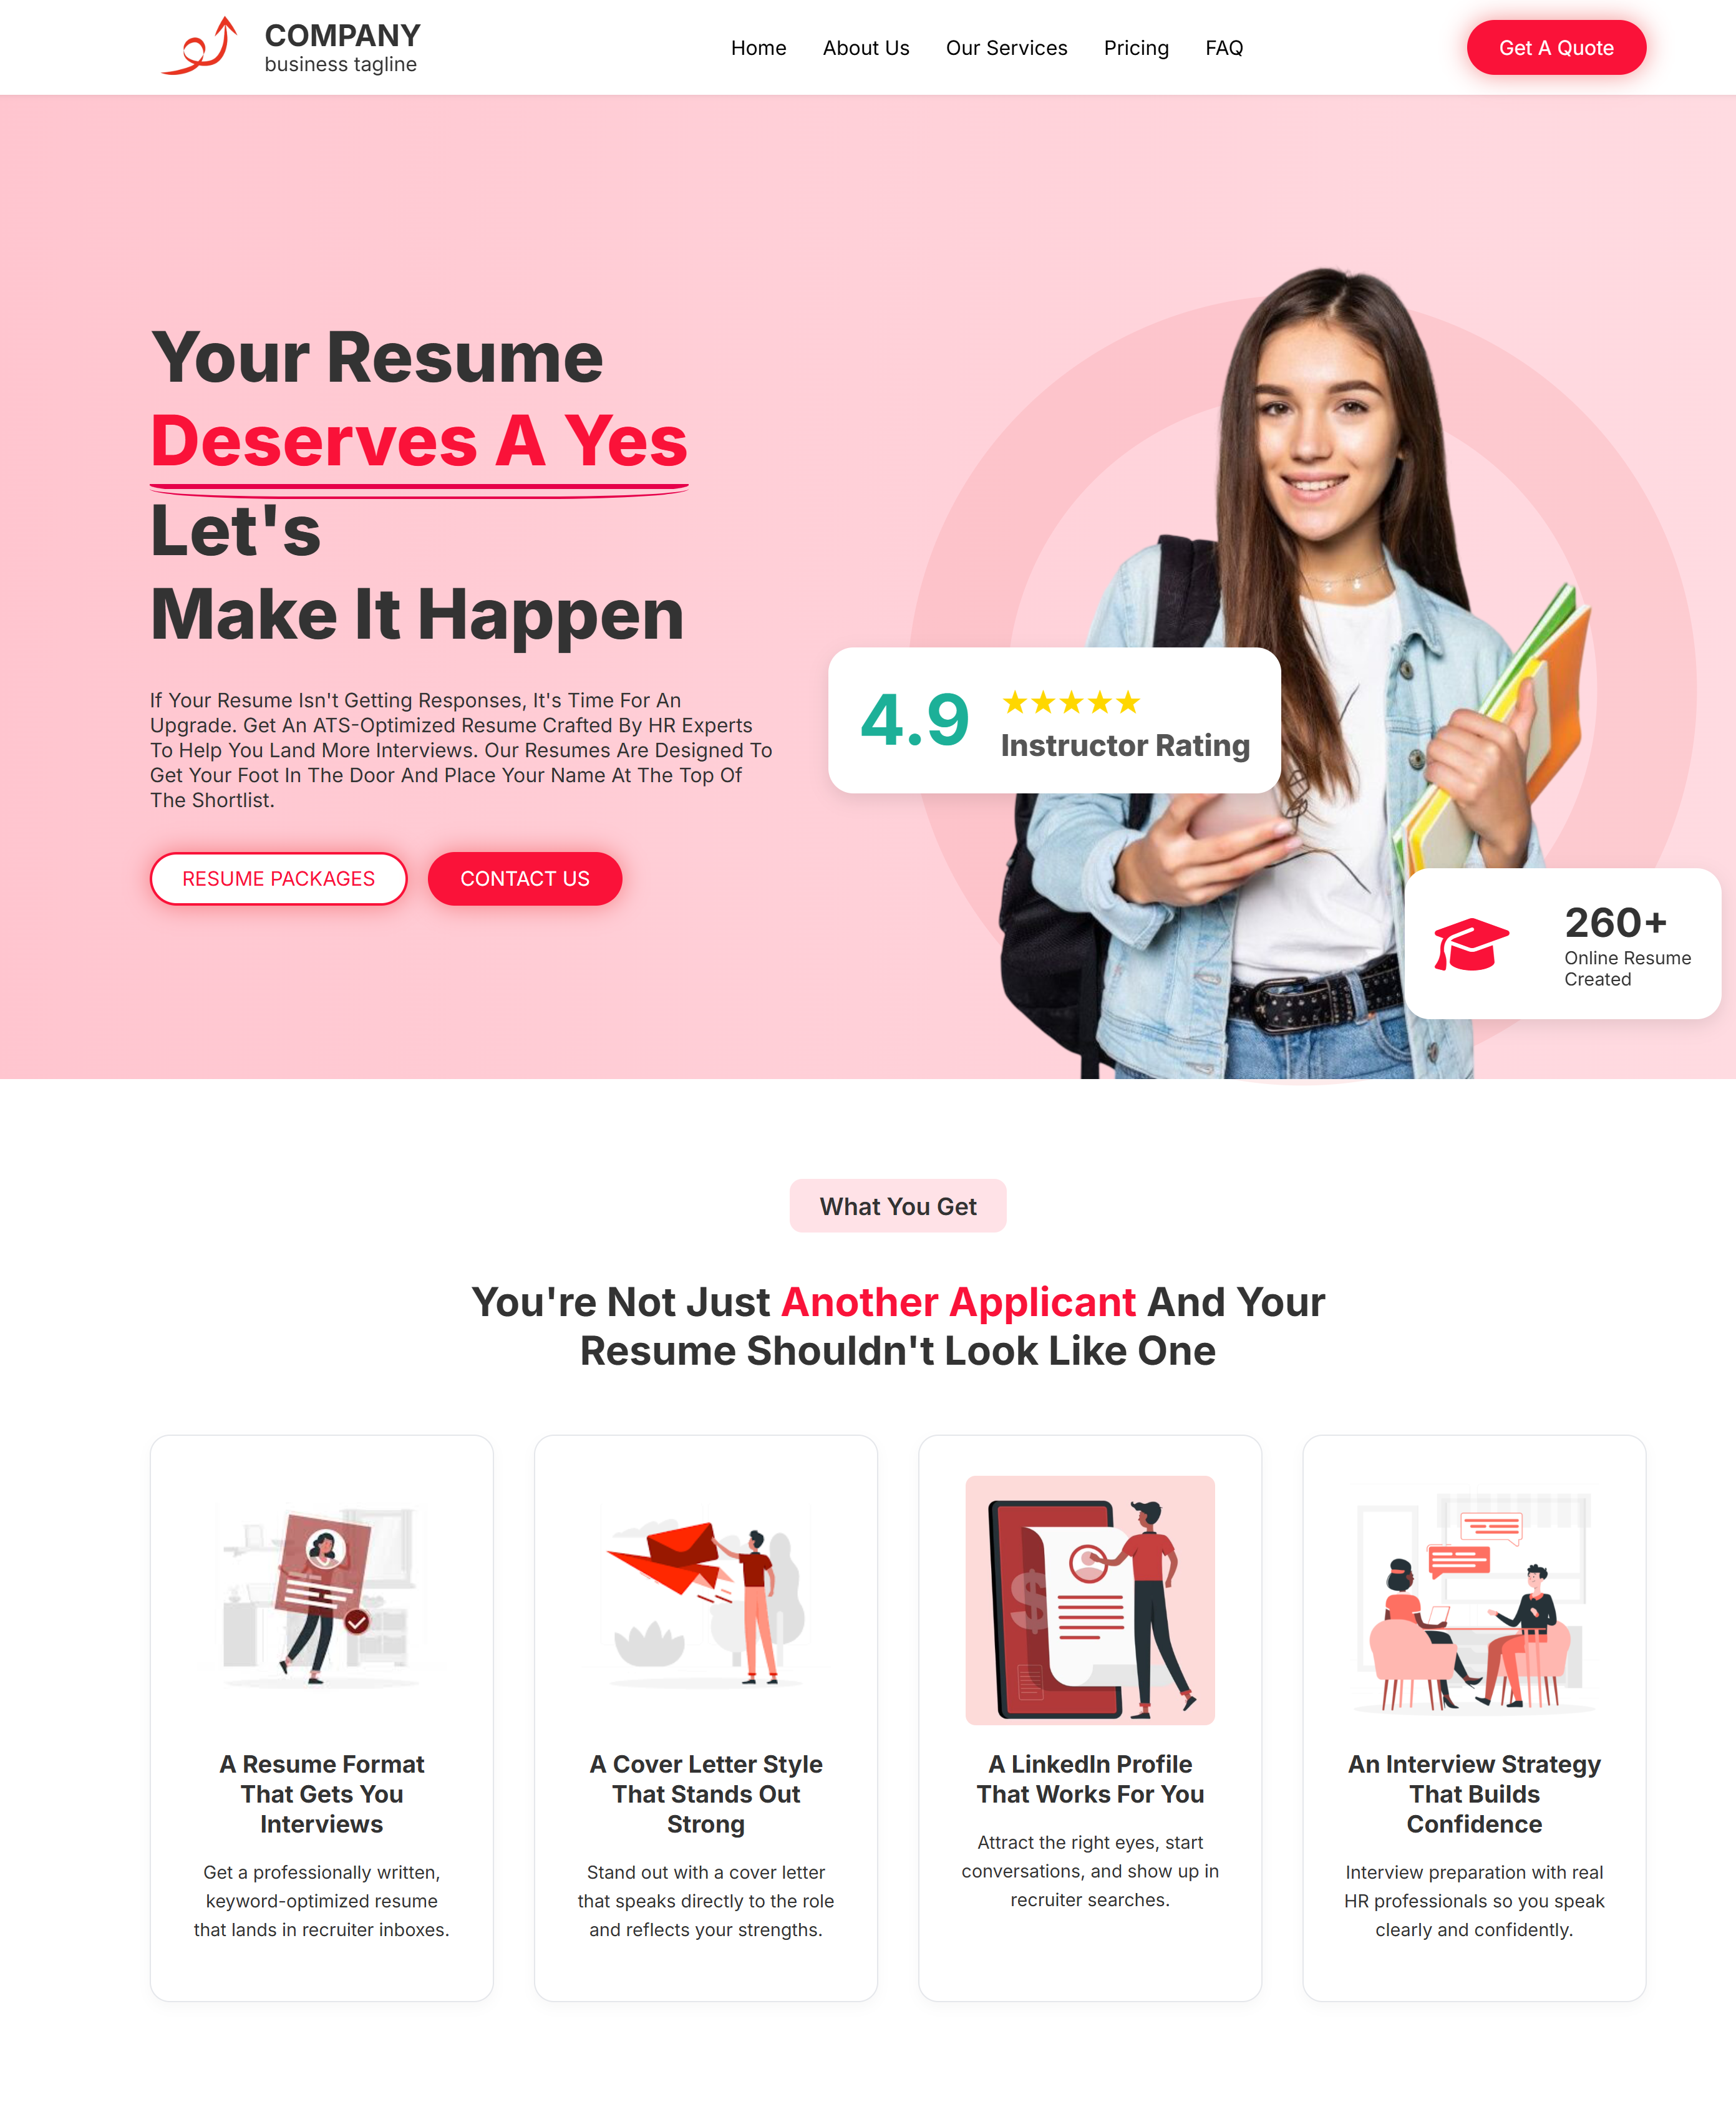 COMPANY
business tagline
Home
About Us
Our Services
Pricing
FAQ
Get A Quote
Your Resume
Deserves A Yes
Let's
Make It Happen
If Your Resume Isn't Getting Responses, It's Time For An
Upgrade. Get An ATS-Optimized Resume Crafted By HR Experts
To Help You Land More Interviews. Our Resumes Are Designed To
Get Your Foot In The Door And Place Your Name At The Top Of
The Shortlist.
RESUME PACKAGES
CONTACT US
4.9
Instructor Rating
260+
Online Resume
Created
What You Get
You're Not Just Another Applicant And Your
Resume Shouldn't Look Like One
$
A Resume Format
That Gets You
Interviews
Get a professionally written,
keyword-optimized resume
that lands in recruiter inboxes.
A Cover Letter Style
That Stands Out
Strong
Stand out with a cover letter
that speaks directly to the role
and reflects your strengths.
A LinkedIn Profile
That Works For You
Attract the right eyes, start
conversations, and show up in
recruiter searches.
An Interview Strategy
That Builds
Confidence
Interview preparation with real
HR professionals so you speak
clearly and confidently.